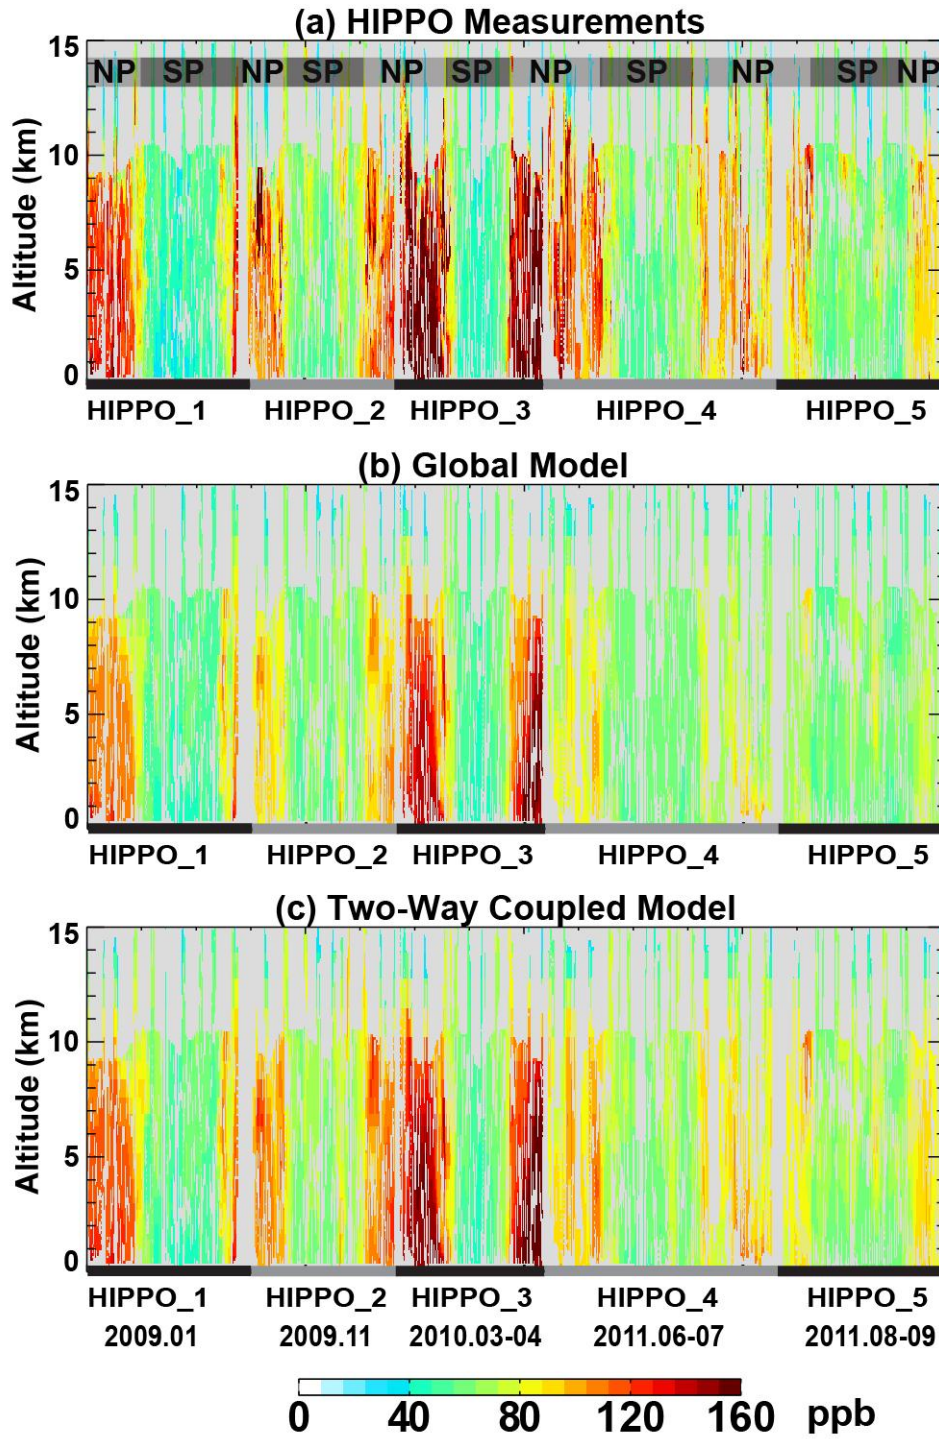 (a) HIPPO Measurements
15
NP SP NP SP NP SP NP SP NP SP NP
10
5
0
Altitude (km)
HIPPO_1 HIPPO_2 HIPPO_3 HIPPO_4 HIPPO_5
(b) Global Model
15
10
5
0
Altitude (km)
HIPPO_1 HIPPO_2 HIPPO_3 HIPPO_4 HIPPO_5
(c) Two-Way Coupled Model
15
10
5
0
Altitude (km)
HIPPO_1 HIPPO_2 HIPPO_3 HIPPO_4 HIPPO_5
2009.01 2009.11 2010.03-04 2011.06-07 2011.08-09
0 40 80 120 160 ppb